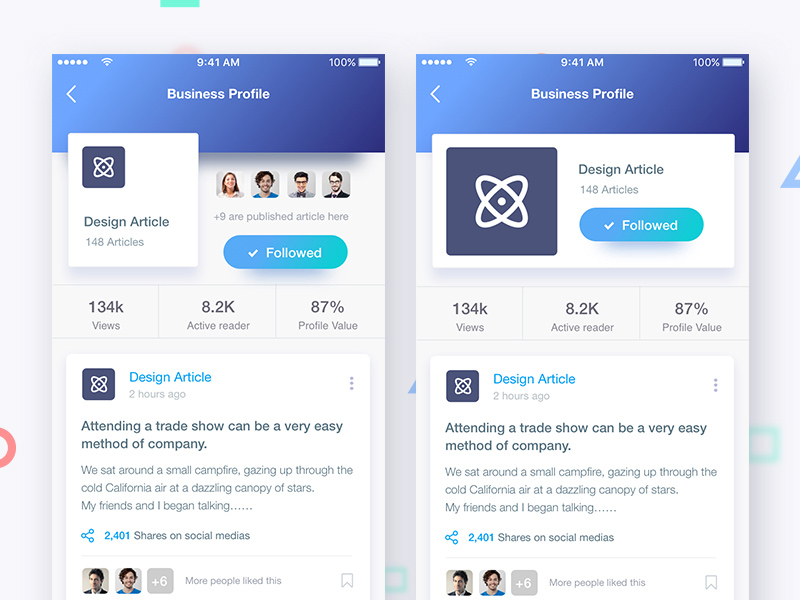 9:41 AM
100%
Business Profile
Design Article
148 Articles
+9 are published article here
Followed
134k
Views
8.2K
Active reader
87%
Profile Value
Design Article
2 hours ago
Attending a trade show can be a very easy
method of company.
We sat around a small campfire, gazing up through the
cold California air at a dazzling canopy of stars.
My friends and I began talking......
2,401 Shares on social medias
+6
More people liked this
9:41 AM
100%
Business Profile
Design Article
148 Articles
Followed
134k
Views
8.2K
Active reader
87%
Profile Value
Design Article
2 hours ago
Attending a trade show can be a very easy
method of company.
We sat around a small campfire, gazing up through the
cold California air at a dazzling canopy of stars.
My friends and I began talking......
2,401 Shares on social medias
+6
More people liked this